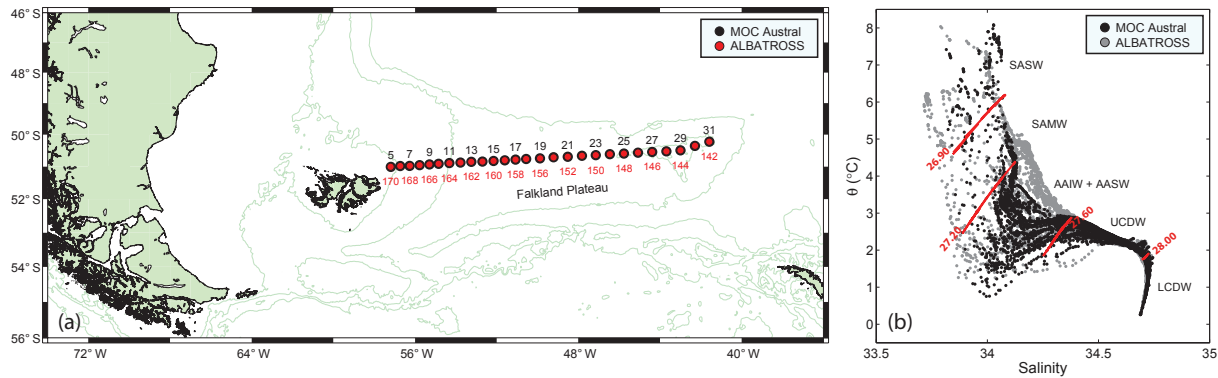 46° S
48° S
50° S
52° S
54° S
56° S
72° W
64° W
56° W
48° W
40° W
MOC Austral
ALBATROSS
5 7 9 11 13 15 17 19 21 23 25 27 29 31
170 168 166 164 162 160 158 156 152 150 148 146 144 142
Falkland Plateau
(a)
(b)
MOC Austral
ALBATROSS
θ (°C)
9
8
7
6
5
4
3
2
1
0
33.5 34 34.5 35
Salinity
SASW
SAMW
AAIW + AASW
UCDW
LCDW
26.90
27.20
28.00